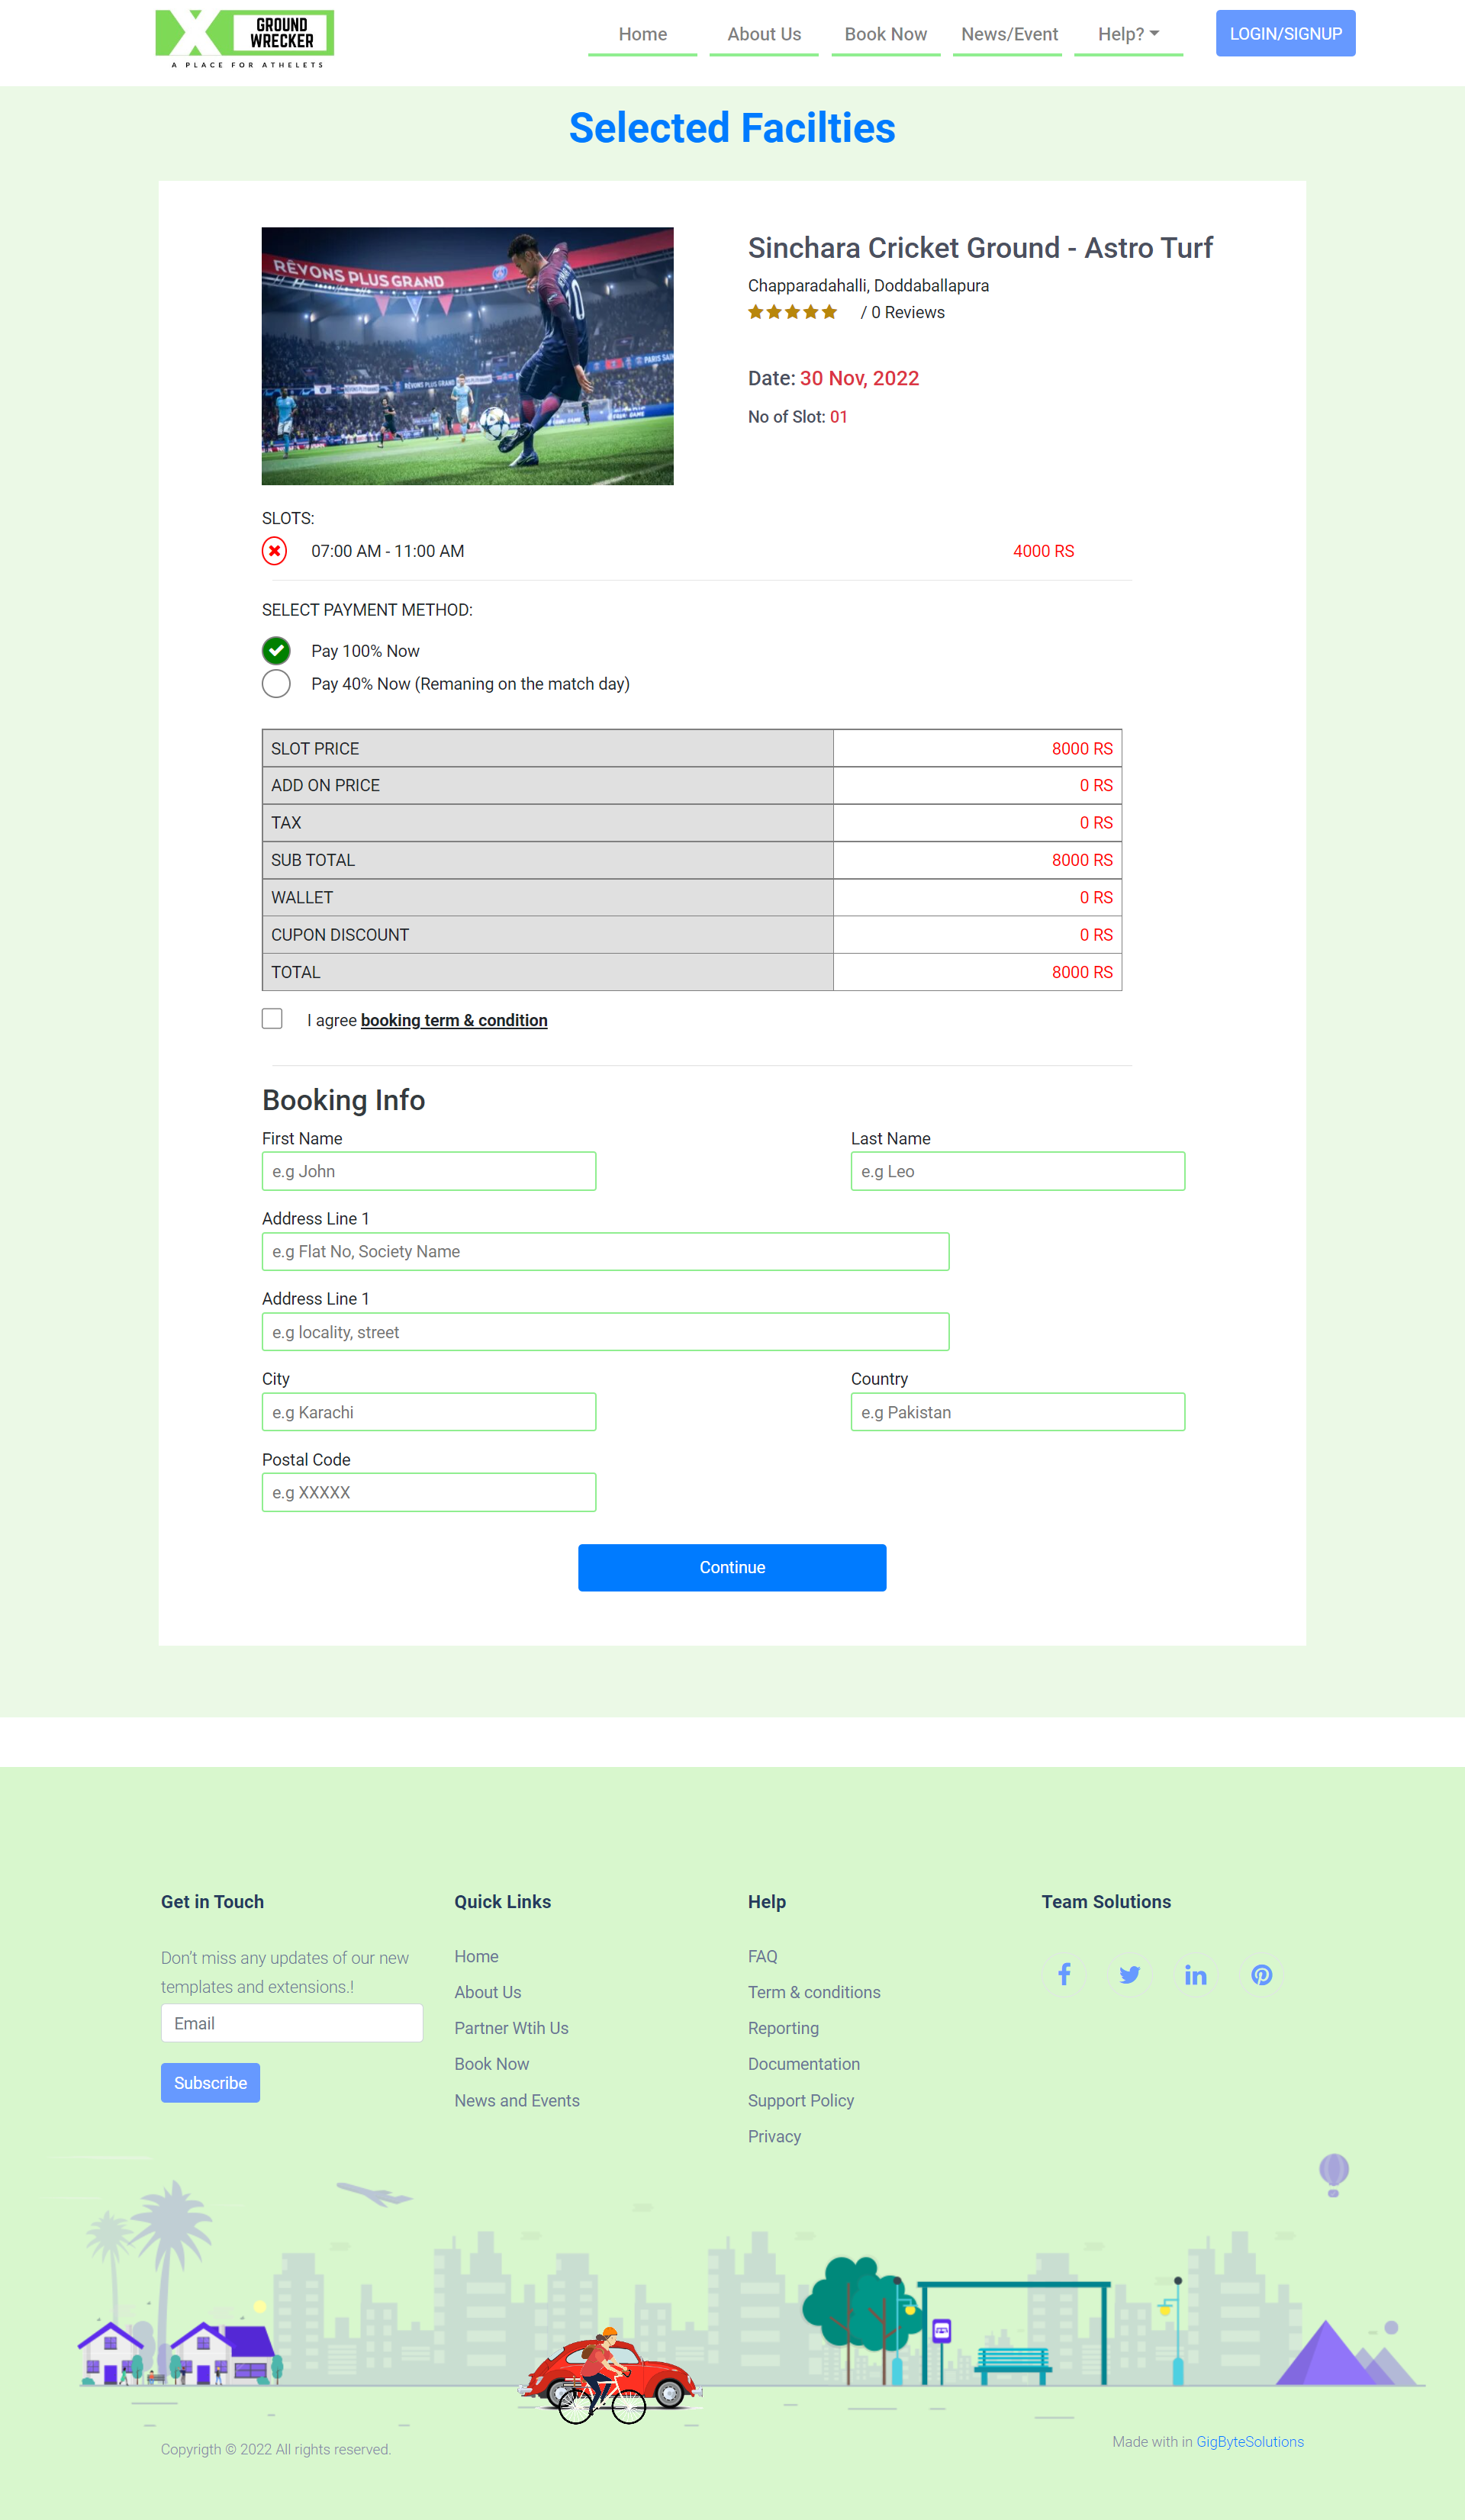 GROUND
WRECKER
A PLACE FOR ATHELETS
Home
About Us
Book Now
News/Event
Help?
LOGIN/SIGNUP
Selected Facilties
RÊVONS PLUS GRAND
RÊVONS PLUS GRAND
PARIS SAIN
Sinchara Cricket Ground - Astro Turf
Chapparadahalli, Doddaballapura
/ 0 Reviews
Date: 30 Nov, 2022
No of Slot: 01
SLOTS:
07:00 AM - 11:00 AM 4000 RS
SELECT PAYMENT METHOD:
Pay 100% Now
Pay 40% Now (Remaning on the match day)
SLOT PRICE 8000 RS
ADD ON PRICE 0 RS
TAX 0 RS
SUB TOTAL 8000 RS
WALLET 0 RS
CUPON DISCOUNT 0 RS
TOTAL 8000 RS
I agree booking term & condition
Booking Info
First Name
e.g John
Last Name
e.g Leo
Address Line 1
e.g Flat No, Society Name
Address Line 1
e.g locality, street
City
e.g Karachi
Country
e.g Pakistan
Postal Code
e.g XXXXX
Continue
Get in Touch
Don't miss any updates of our new
templates and extensions.!
Email
Subscribe
Quick Links
Home
About Us
Partner Wtih Us
Book Now
News and Events
Help
FAQ
Term & conditions
Reporting
Documentation
Support Policy
Privacy
Team Solutions
Copyrigth © 2022 All rights reserved.
Made with in GigByteSolutions